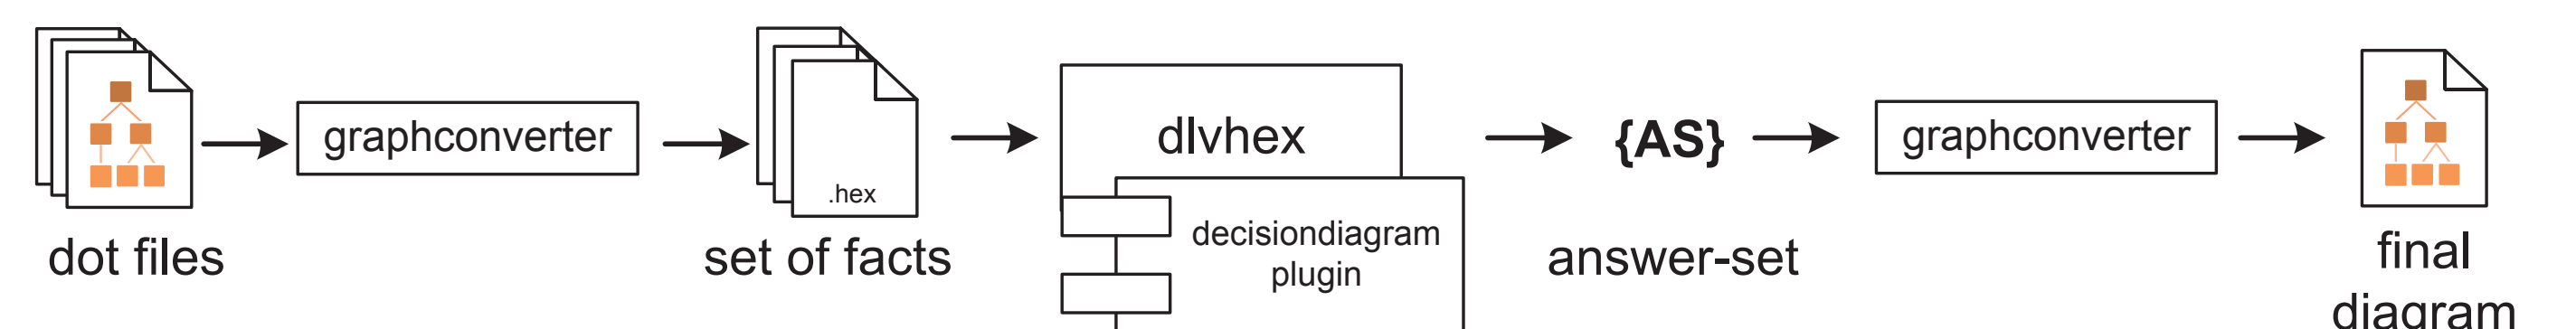 graphconverter
.hex
dlvhex
decisiondiagram
plugin
{AS}
graphconverter
dot files
set of facts
answer-set
final
diagram